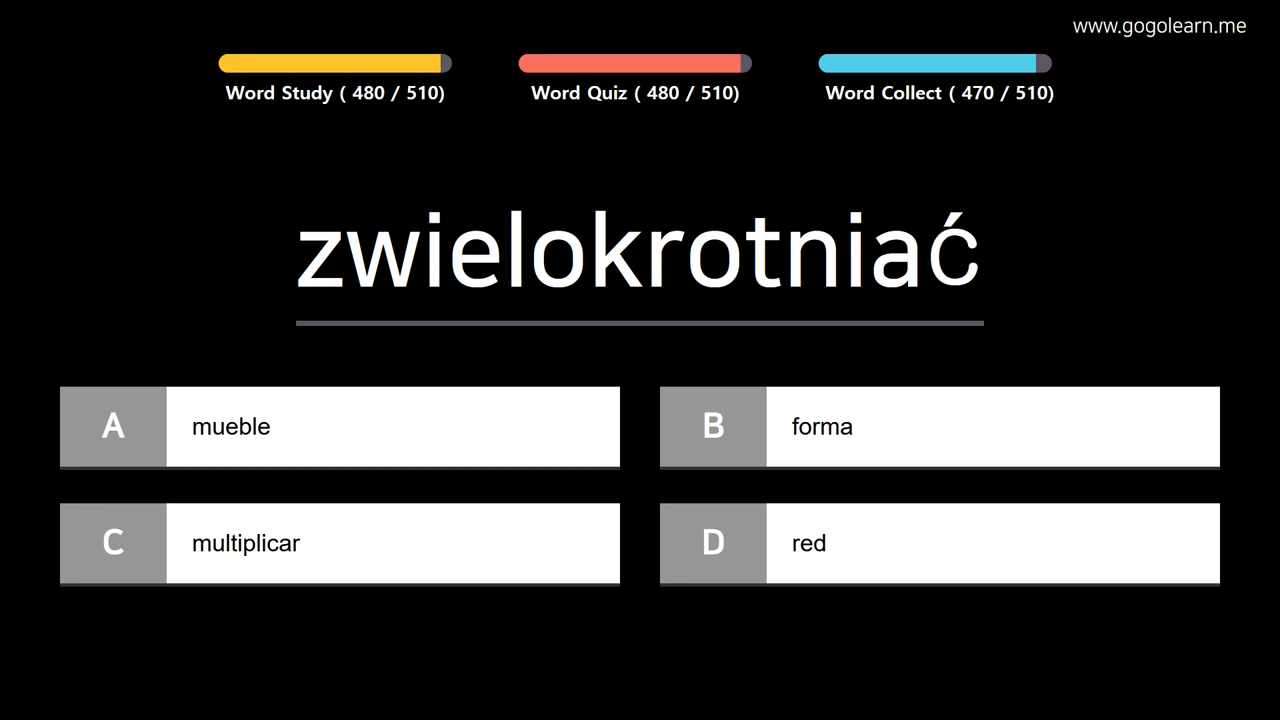 www.gogolearn.me
Word Study ( 480 / 510)
Word Quiz ( 480 / 510)
Word Collect ( 470 / 510)
zwielokrotniać
A mueble
B forma
C multiplicar
D red